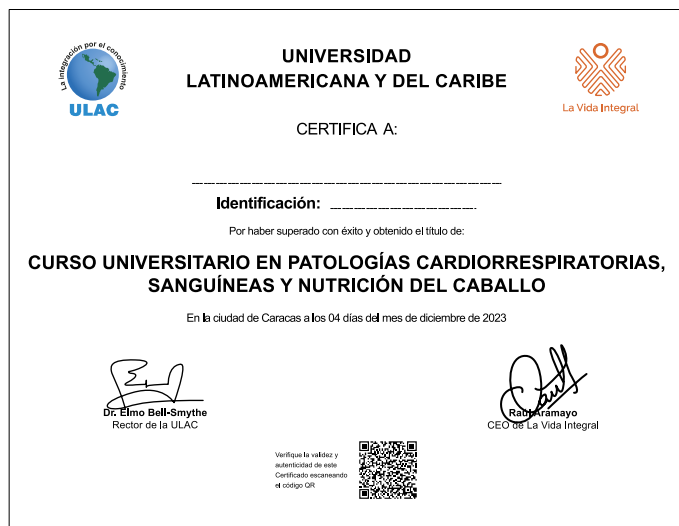 La integración por el conocimiento
ULAC
UNIVERSIDAD
LATINOAMERICANA Y DEL CARIBE
La Vida Integral
CERTIFICA A:
Identificación:
Por haber superado con éxito y obtenido el título de:
CURSO UNIVERSITARIO EN PATOLOGÍAS CARDIORRESPIRATORIAS,
SANGUÍNEAS Y NUTRICIÓN DEL CABALLO
En la ciudad de Caracas a los 04 días del mes de diciembre de 2023
Dr. Elmo Bell-Smythe
Rector de la ULAC
Raúl Aramayo
CEO de La Vida Integral
Verifique la validez y
autenticidad de este
Certificado escaneando
el código QR